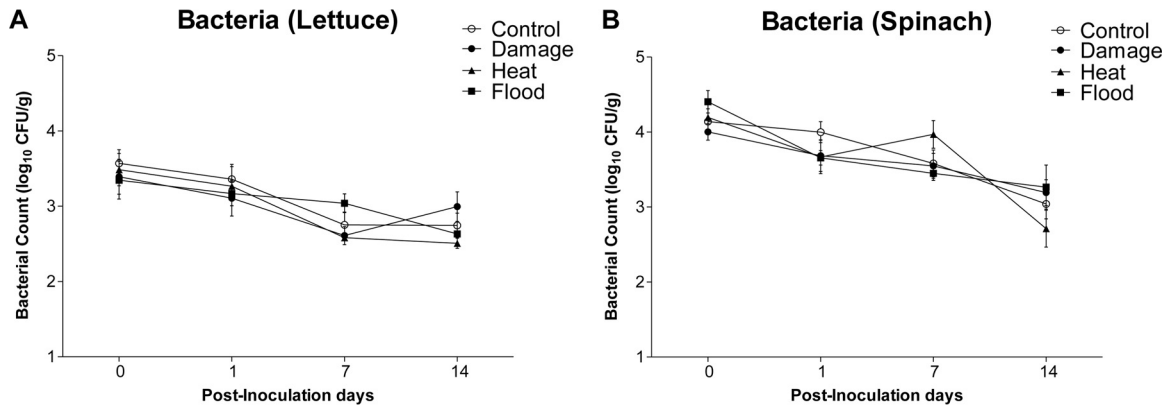 A
Bacteria (Lettuce)
Control
Damage
Heat
Flood
Bacterial Count (log10 CFU/g)
5
4
3
2
1
0 1 7 14
Post-Inoculation days
B
Bacteria (Spinach)
Control
Damage
Heat
Flood
Bacterial Count (log10 CFU/g)
5
4
3
2
1
0 1 7 14
Post-Inoculation days